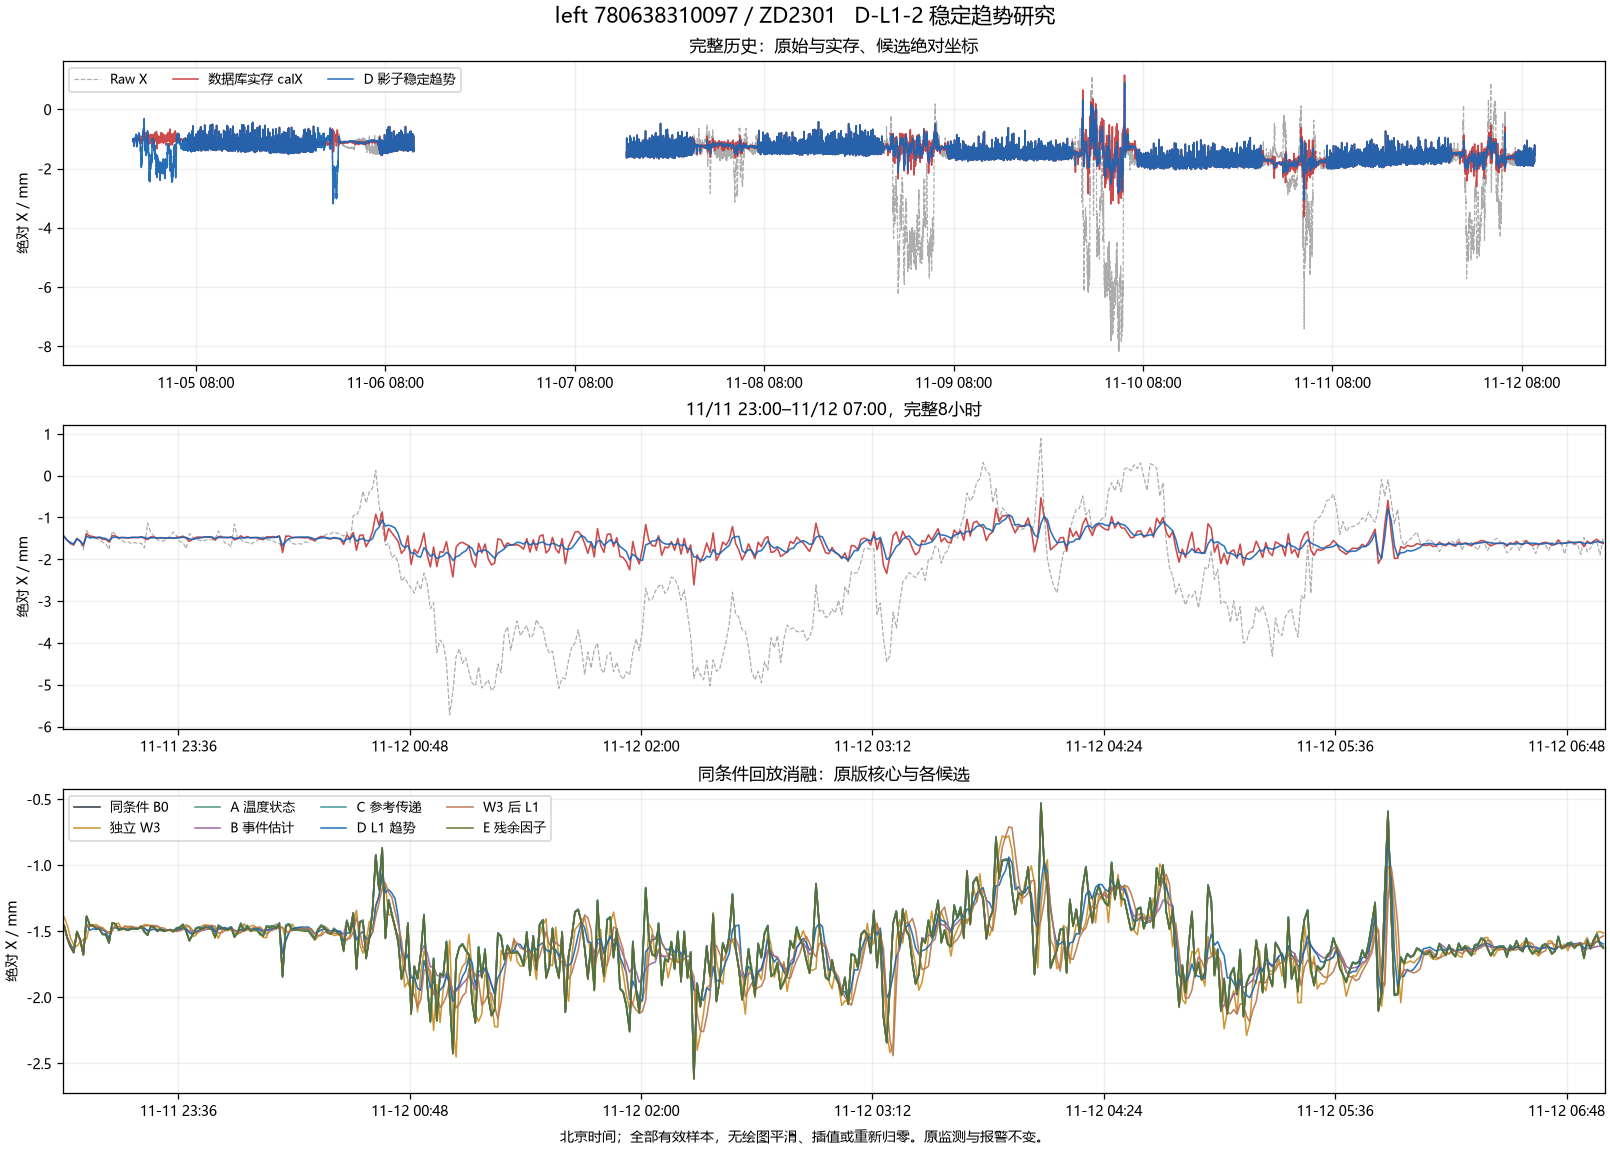 left 780638310097 / ZD2301   D-L1-2 稳定趋势研究
完整历史：原始与实存、候选绝对坐标
Raw X   数据库实存 calX   D 影子稳定趋势
绝对 X / mm
0
-2
-4
-6
-8
11-05 08:00   11-06 08:00   11-07 08:00   11-08 08:00   11-09 08:00   11-10 08:00   11-11 08:00   11-12 08:00
11/11 23:00–11/12 07:00，完整8小时
绝对 X / mm
1
0
-1
-2
-3
-4
-5
-6
11-11 23:36   11-12 00:48   11-12 02:00   11-12 03:12   11-12 04:24   11-12 05:36   11-12 06:48
同条件回放消融：原版核心与各候选
同条件 B0   A 温度状态   C 参考传递   W3 后 L1
独立 W3   B 事件估计   D L1 趋势   E 残余因子
绝对 X / mm
-0.5
-1.0
-1.5
-2.0
-2.5
11-11 23:36   11-12 00:48   11-12 02:00   11-12 03:12   11-12 04:24   11-12 05:36   11-12 06:48
北京时间；全部有效样本，无绘图平滑、插值或重新归零。原监测与报警不变。